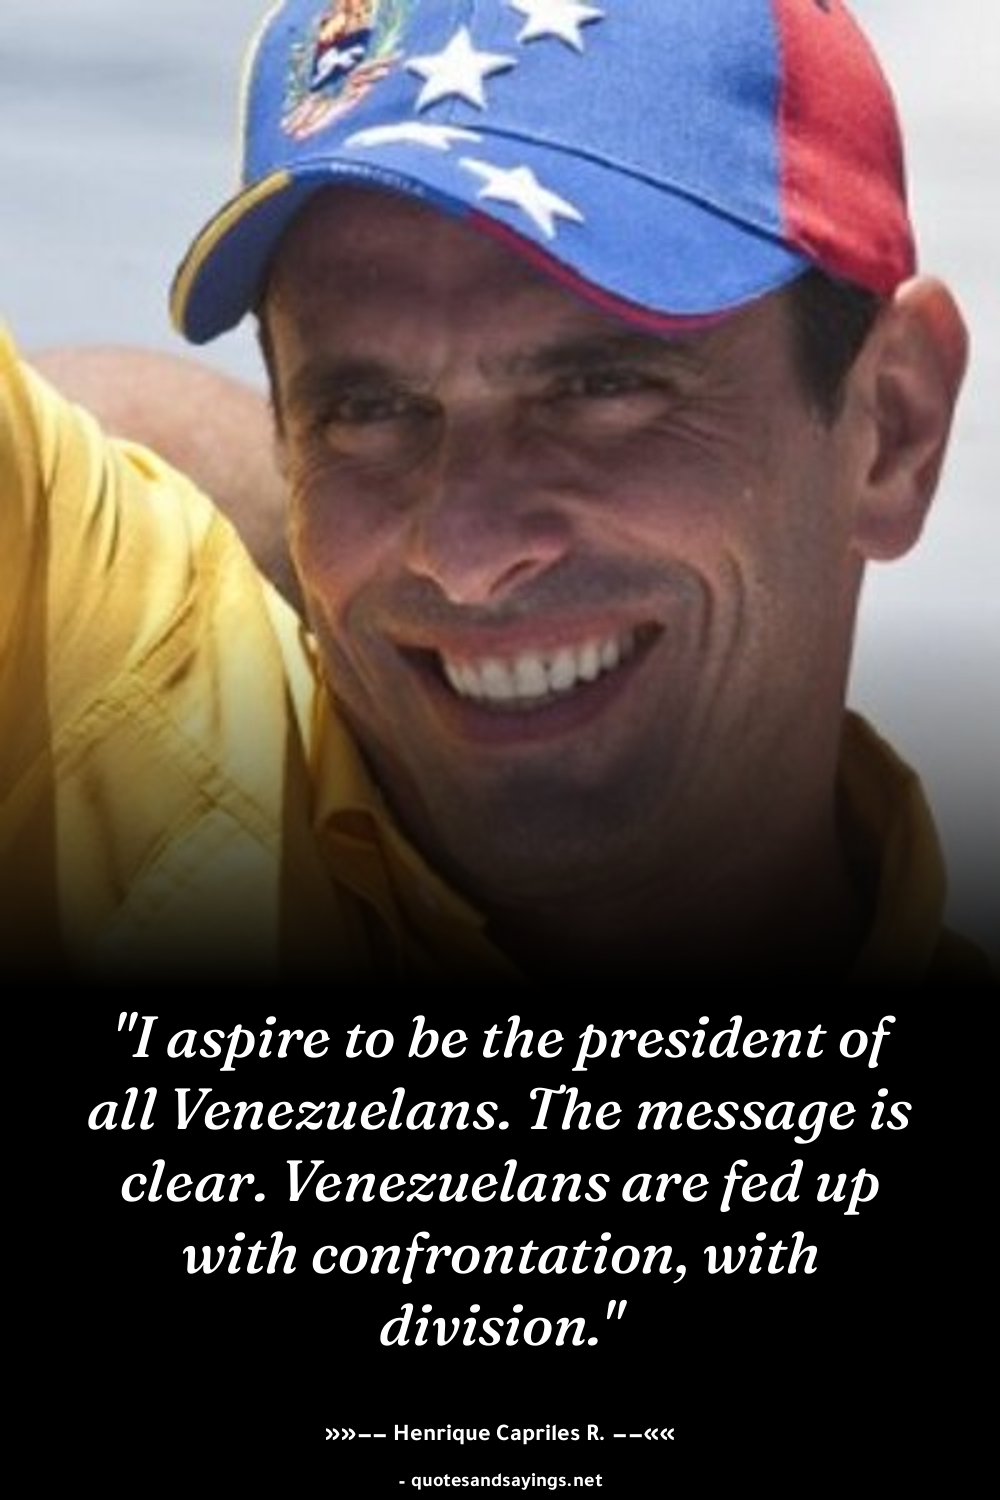 "I aspire to be the president of
all Venezuelans. The message is
clear. Venezuelans are fed up
with confrontation, with
division."
»»−− Henrique Capriles R. −−««
- quotesandsayings.net